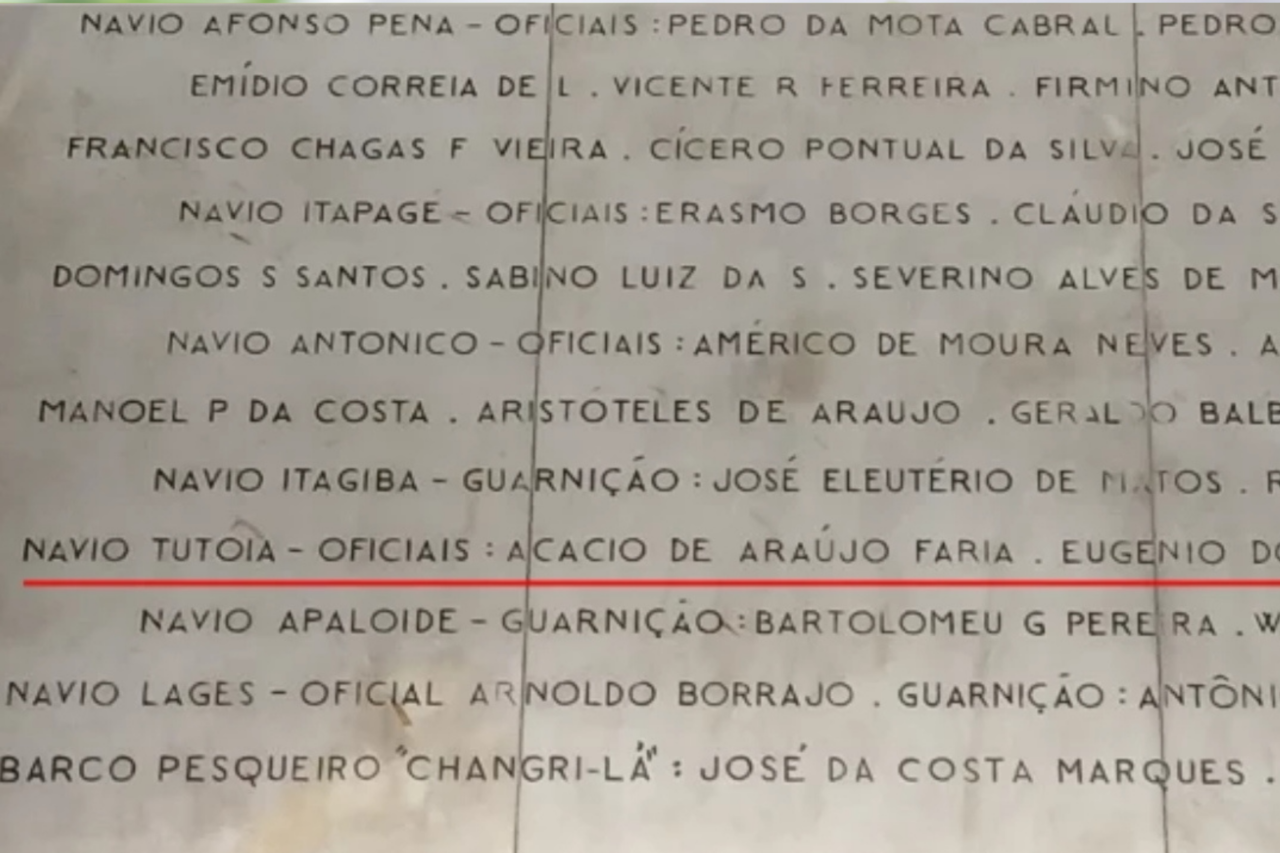 NAVIO AFONSO PENA - OFICIAIS : PEDRO DA MOTA CABRAL . PEDRO
EMÍDIO CORREIA DE L . VICENTE R FERREIRA . FIRMINO ANT
FRANCISCO CHAGAS F VIEIRA . CÍCERO PONTUAL DA SILVA . JOSÉ
NAVIO ITAPAGÉ - OFICIAIS : ERASMO BORGES . CLÁUDIO DA S
DOMINGOS S SANTOS . SABINO LUIZ DA S . SEVERINO ALVES DE M
NAVIO ANTONICO - OFICIAIS : AMÉRICO DE MOURA NEVES . A
MANOEL P DA COSTA . ARISTÓTELES DE ARAUJO . GERALDO BALE
NAVIO ITAGIBA - GUARNIÇÃO : JOSÉ ELEUTÉRIO DE MATOS . R
NAVIO TUTÓIA - OFICIAIS : ACACIO DE ARAÚJO FARIA . EUGENIO DO
NAVIO APALOIDE - GUARNIÇÃO : BARTOLOMEU G PEREIRA . W
NAVIO LAGES - OFICIAL ARNOLDO BORRAJO . GUARNIÇÃO : ANTÔNI
BARCO PESQUEIRO "CHANGRI-LÁ" : JOSÉ DA COSTA MARQUES .